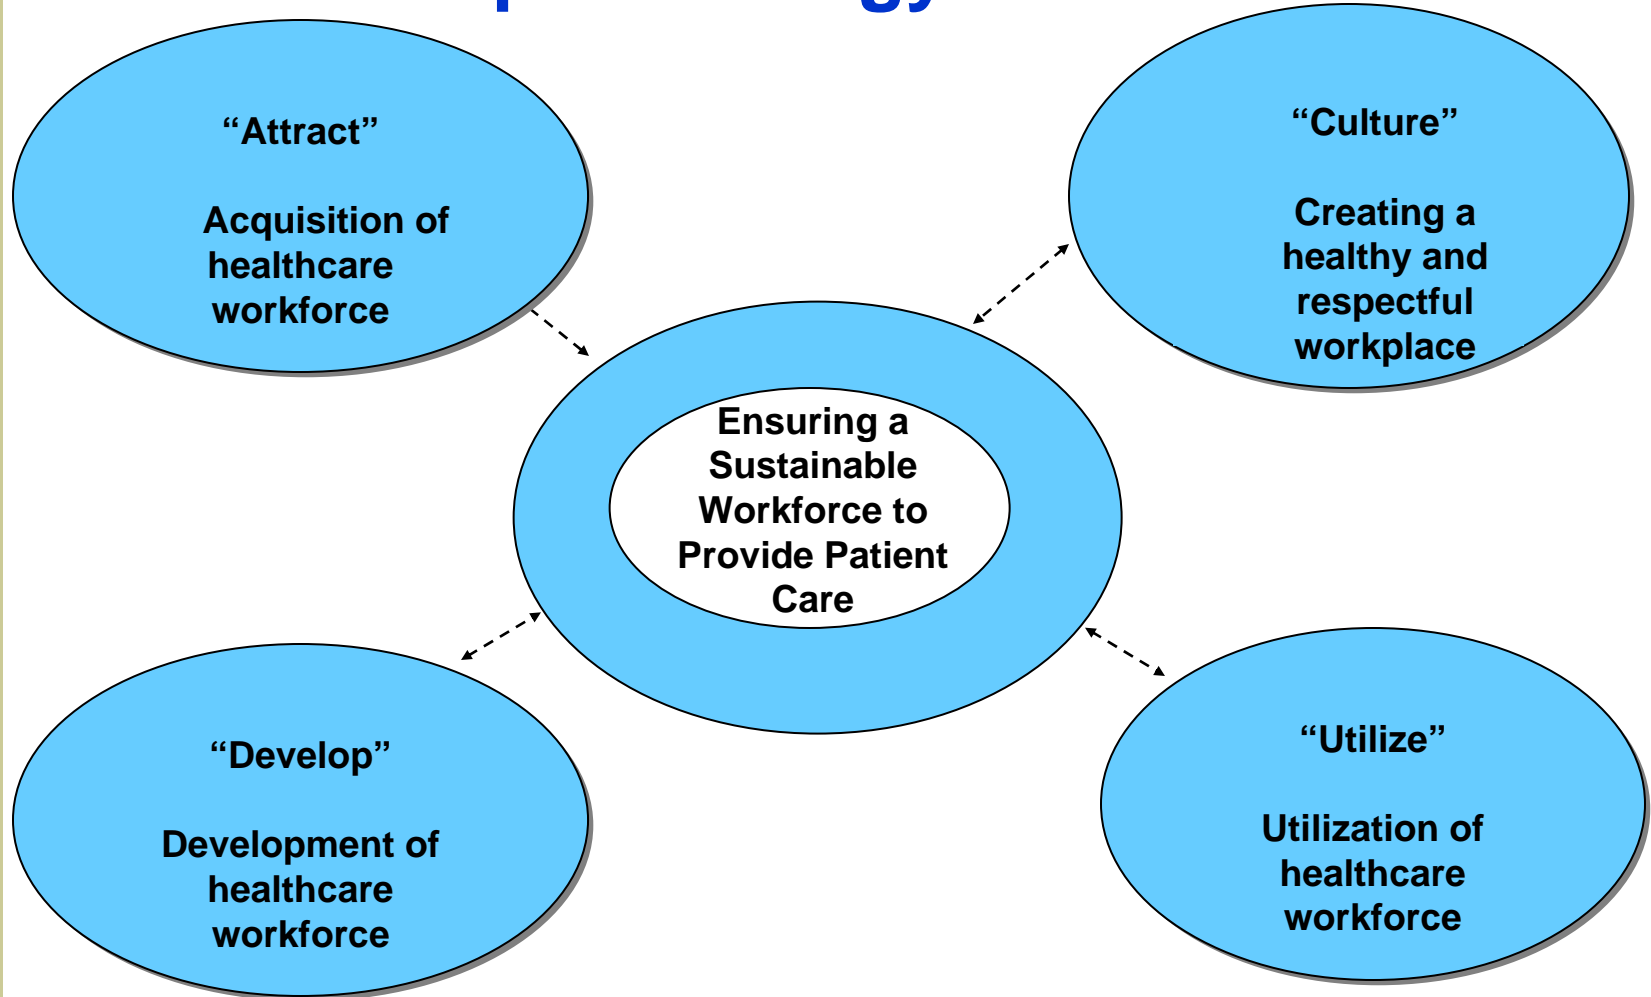 “Attract”
Acquisition of
healthcare
workforce
“Culture”
Creating a
healthy and
respectful
workplace
Ensuring a
Sustainable
Workforce to
Provide Patient
Care
“Develop”
Development of
healthcare
workforce
“Utilize”
Utilization of
healthcare
workforce